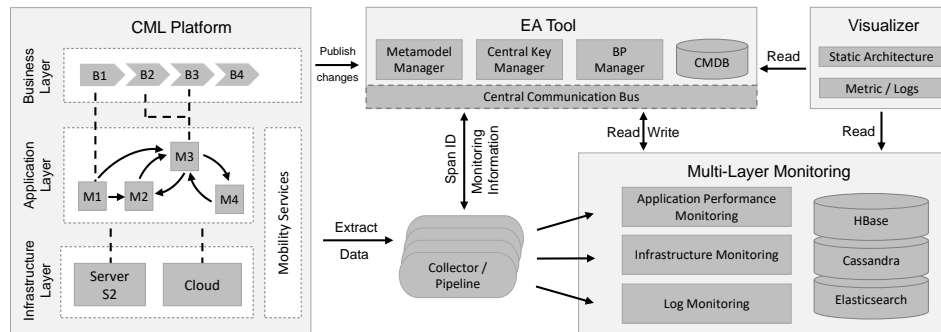 CML Platform
Business
Layer
B1
B2
B3
B4
Application
Layer
M3
M1
M2
M4
Mobility Services
Infrastructure
Layer
Server
S2
Cloud
Publish
changes
EA Tool
Metamodel
Manager
Central Key
Manager
BP
Manager
CMDB
Central Communication Bus
Read
Visualizer
Static Architecture
Metric / Logs
Span ID
Monitoring
Information
Read
Write
Read
Extract
Data
Collector /
Pipeline
Multi-Layer Monitoring
Application Performance
Monitoring
Infrastructure Monitoring
Log Monitoring
HBase
Cassandra
Elasticsearch